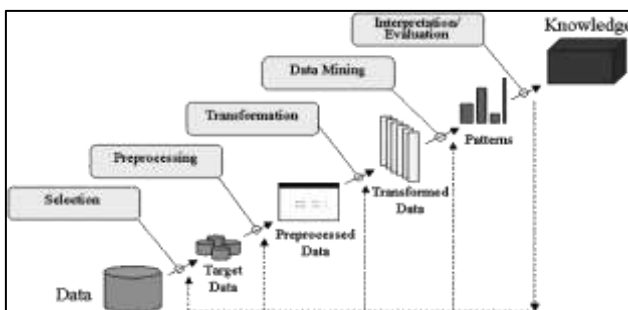 Interpretation/
Evaluation
Knowledge
Data Mining
Transformation
Patterns
Preprocessing
Transformed
Data
Selection
Preprocessed
Data
Target
Data
Data